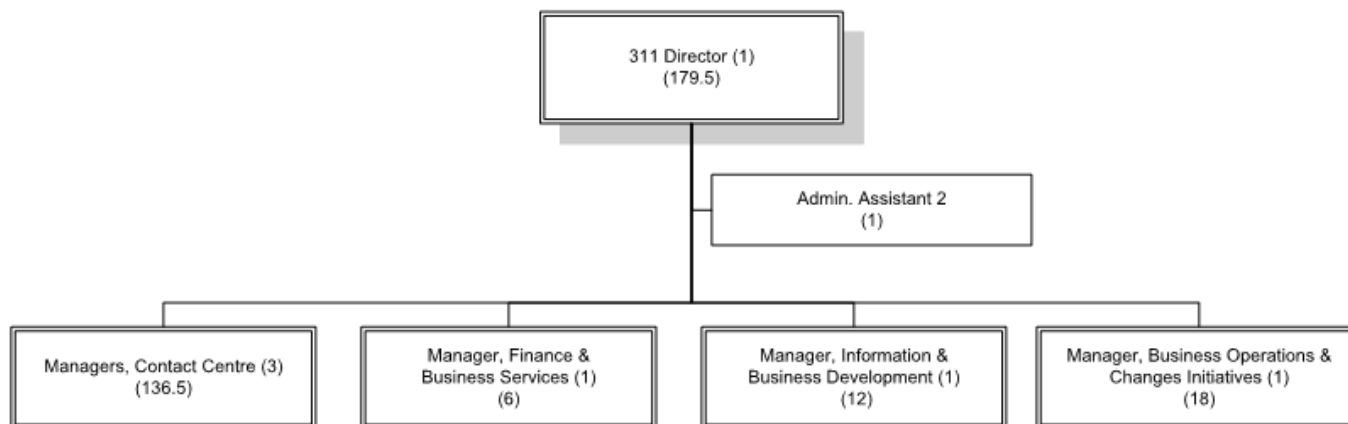 311 Director (1)
(179.5)
Admin. Assistant 2
(1)
Managers, Contact Centre (3)
(136.5)
Manager, Finance &
Business Services (1)
(6)
Manager, Information &
Business Development (1)
(12)
Manager, Business Operations &
Changes Initiatives (1)
(18)